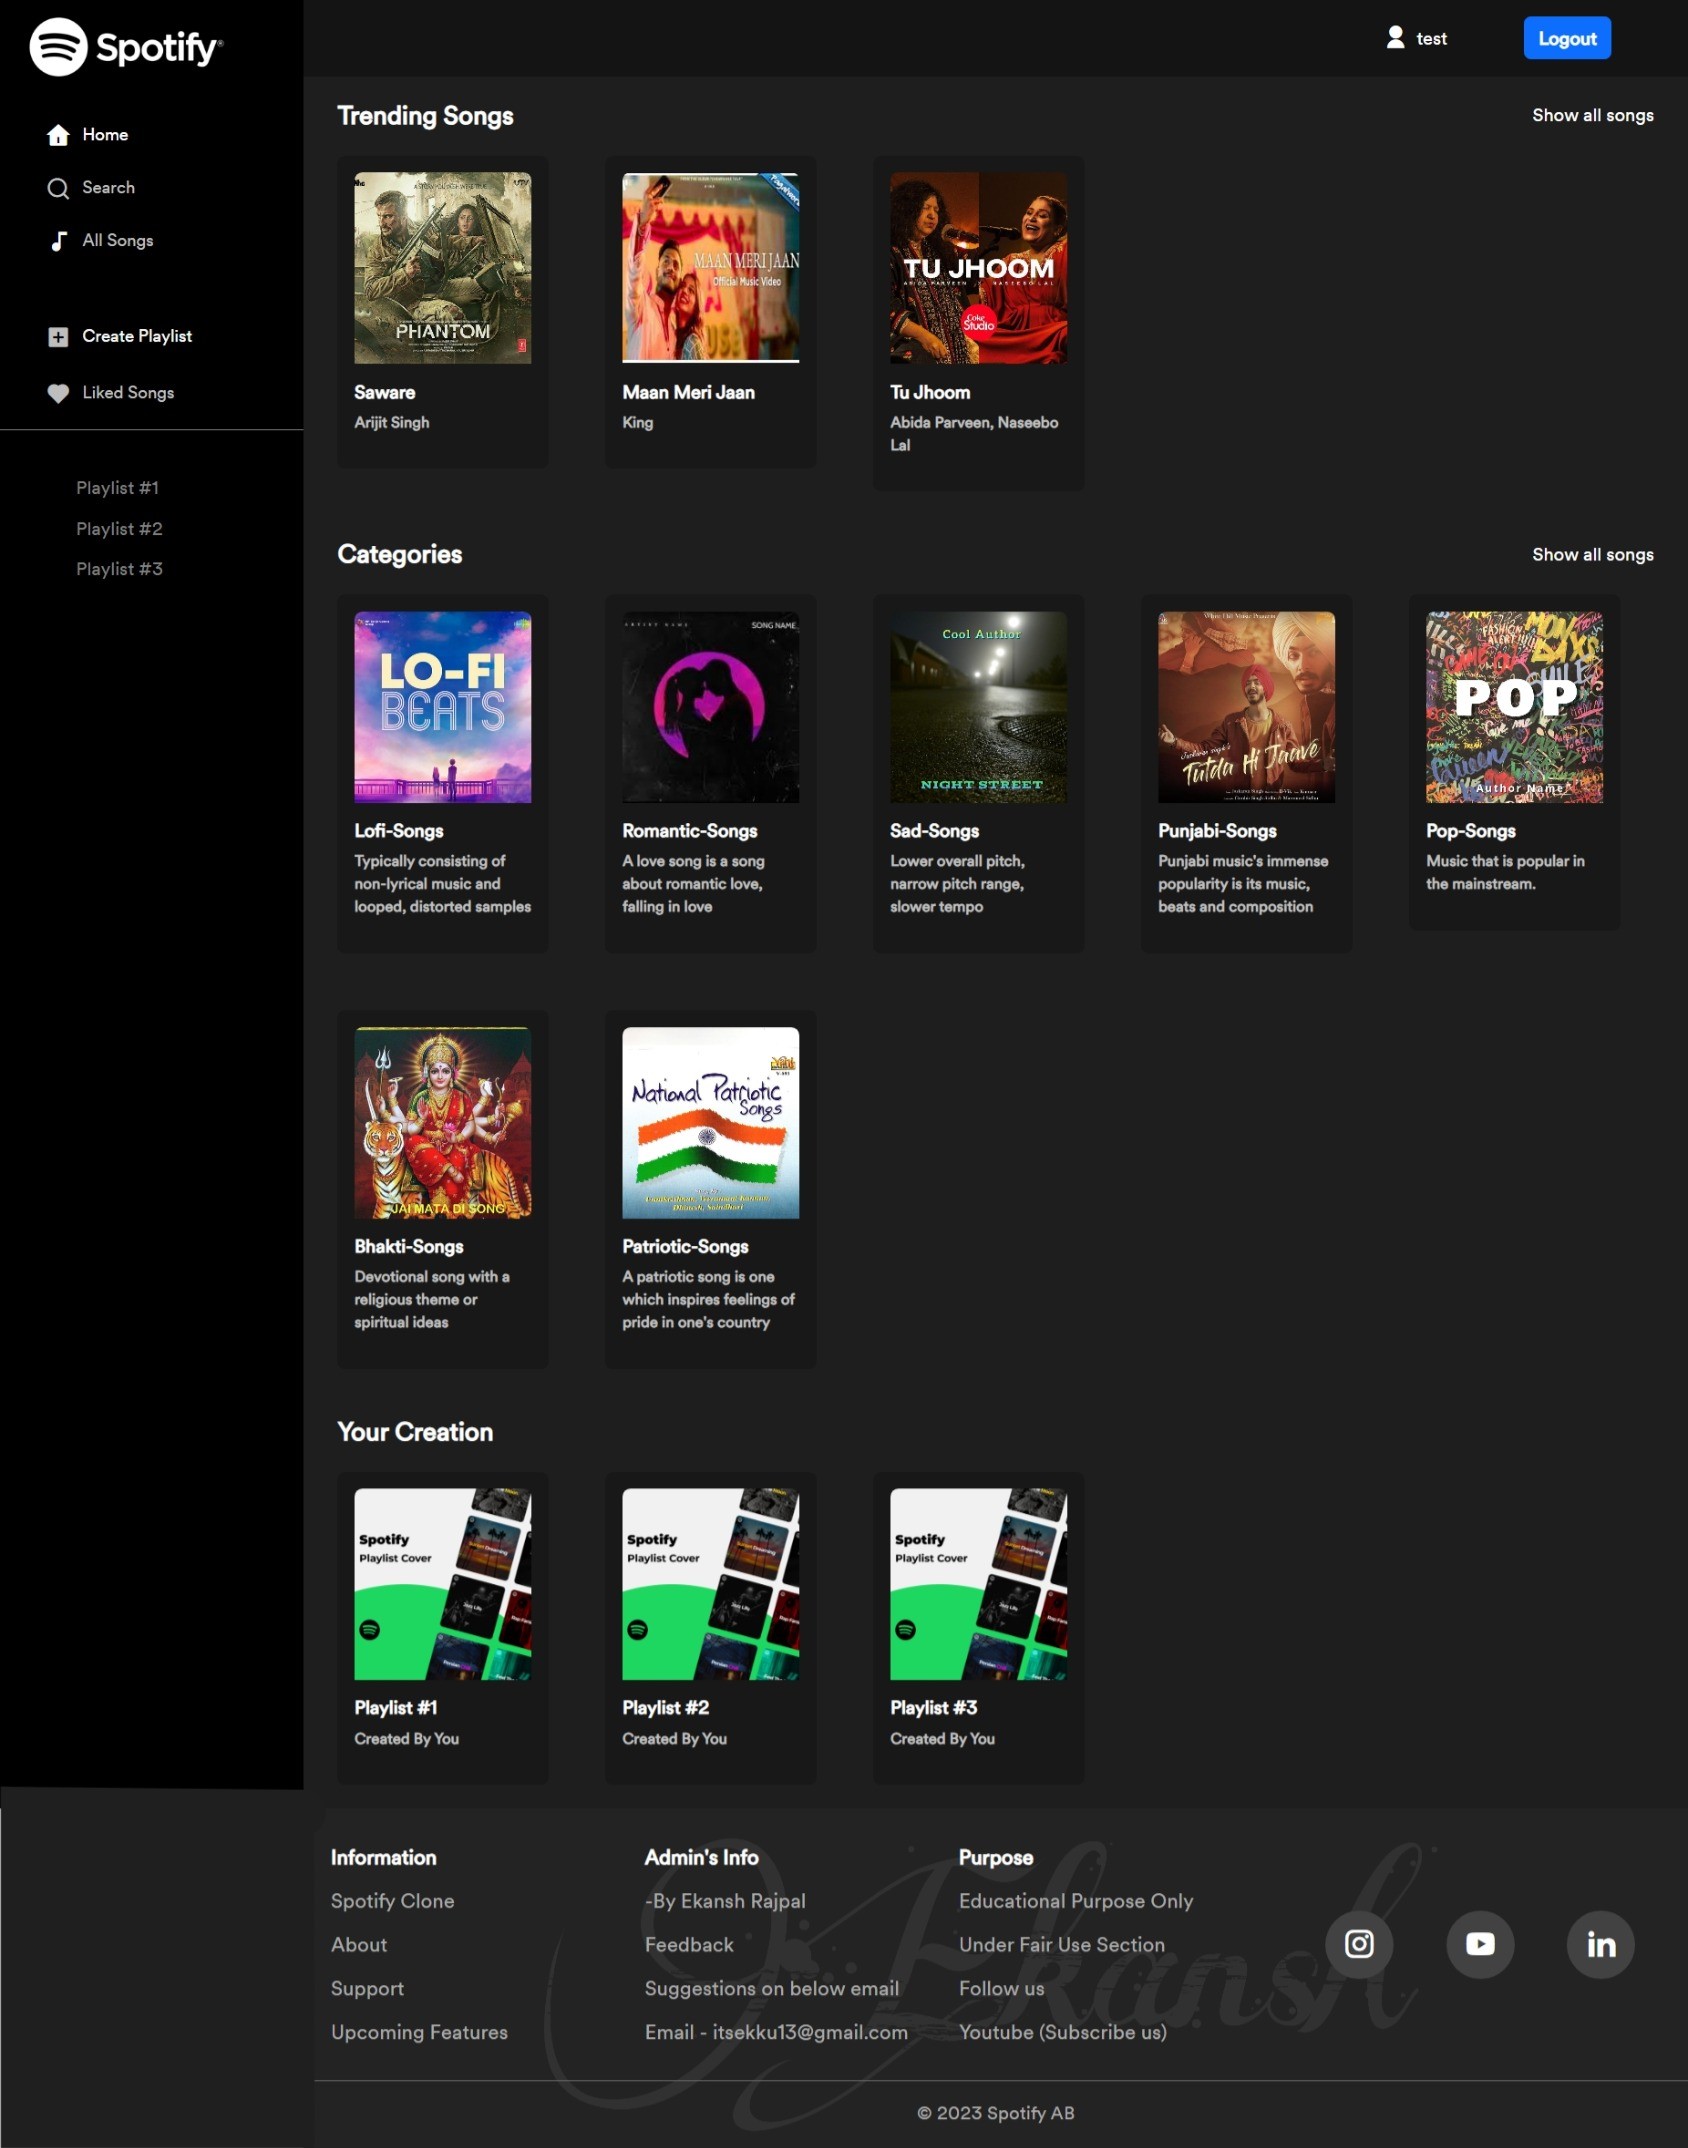 Spotify
Home
Search
All Songs
Create Playlist
Liked Songs
Playlist #1
Playlist #2
Playlist #3
test
Logout
Trending Songs
Show all songs
PHANTOM
Saware
Arijit Singh
MAAN MERI JAAN
Official Music Video
Maan Meri Jaan
King
TU JHOOM
ABIDA PARVEEN NASEEBO LAL
Coke Studio
Tu Jhoom
Abida Parveen, Naseebo
Lal
Categories
Show all songs
LO-FI
BEATS
Lofi-Songs
Typically consisting of
non-lyrical music and
looped, distorted samples
ARTIST NAME
SONG NAME
Romantic-Songs
A love song is a song
about romantic love,
falling in love
Cool Author
NIGHT STREET
Sad-Songs
Lower overall pitch,
narrow pitch range,
slower tempo
Tutda Hi Jaave
Punjabi-Songs
Punjabi music's immense
popularity is its music,
beats and composition
POP
Author Name
Pop-Songs
Music that is popular in
the mainstream.
JAI MATA DI SONG
Bhakti-Songs
Devotional song with a
religious theme or
spiritual ideas
National Patriotic
Songs
Patriotic-Songs
A patriotic song is one
which inspires feelings of
pride in one's country
Your Creation
Spotify
Playlist Cover
Playlist #1
Created By You
Spotify
Playlist Cover
Playlist #2
Created By You
Spotify
Playlist Cover
Playlist #3
Created By You
Information
Spotify Clone
About
Support
Upcoming Features
Admin's Info
-By Ekansh Rajpal
Feedback
Suggestions on below email
Email - itsekku13@gmail.com
Purpose
Educational Purpose Only
Under Fair Use Section
Follow us
Youtube (Subscribe us)
Ekansh
in
© 2023 Spotify AB